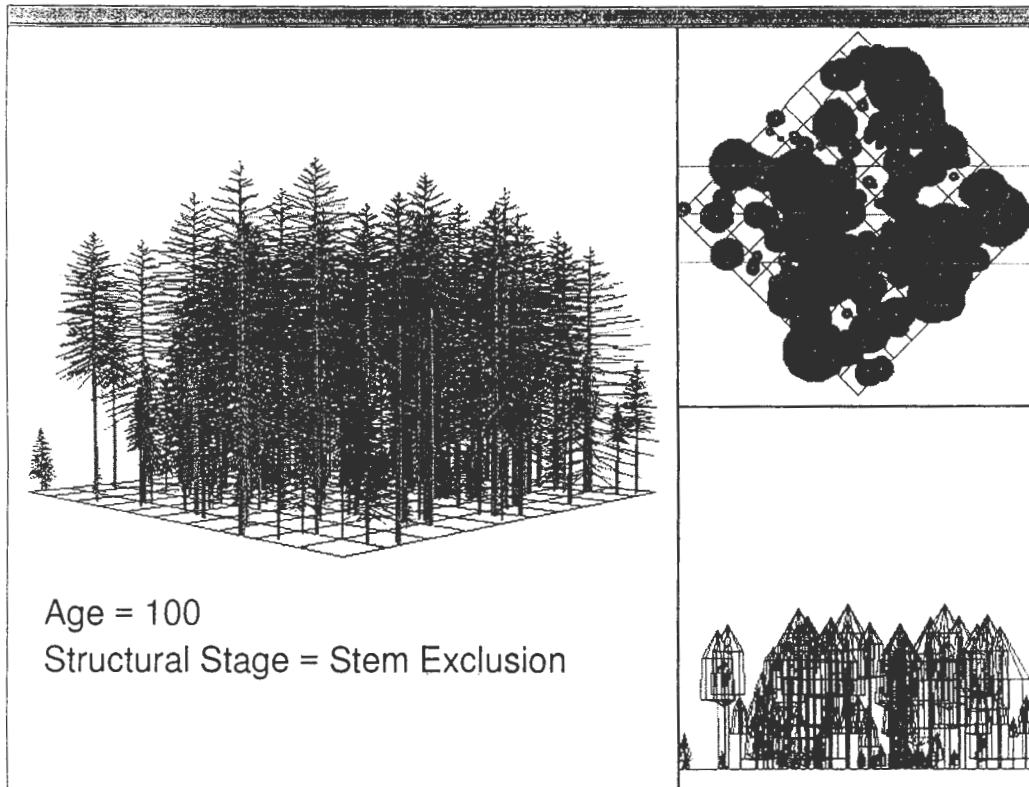 Age = 100
Structural Stage = Stem Exclusion